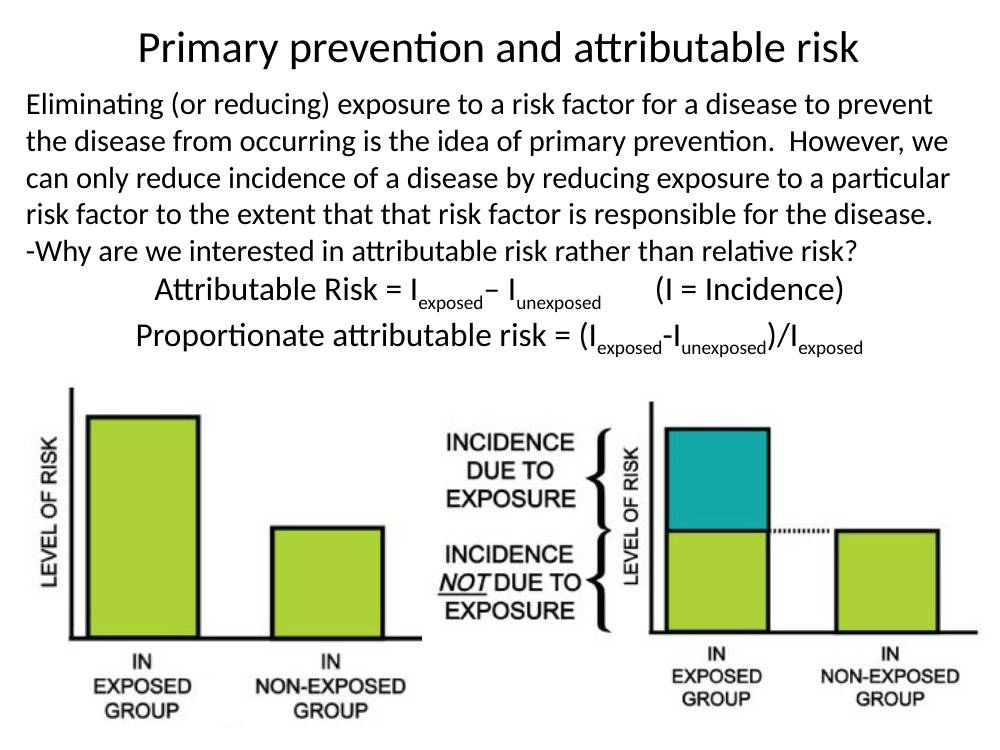 Primary prevention and attributable risk
Eliminating (or reducing) exposure to a risk factor for a disease to prevent
the disease from occurring is the idea of primary prevention.  However, we
can only reduce incidence of a disease by reducing exposure to a particular
risk factor to the extent that that risk factor is responsible for the disease.
-Why are we interested in attributable risk rather than relative risk?
Attributable Risk = Iexposed– Iunexposed (I = Incidence)
Proportionate attributable risk = (Iexposed-Iunexposed)/Iexposed
LEVEL OF RISK
IN
EXPOSED
GROUP
IN
NON-EXPOSED
GROUP
INCIDENCE
DUE TO
EXPOSURE
INCIDENCE
NOT DUE TO
EXPOSURE
LEVEL OF RISK
IN
EXPOSED
GROUP
IN
NON-EXPOSED
GROUP